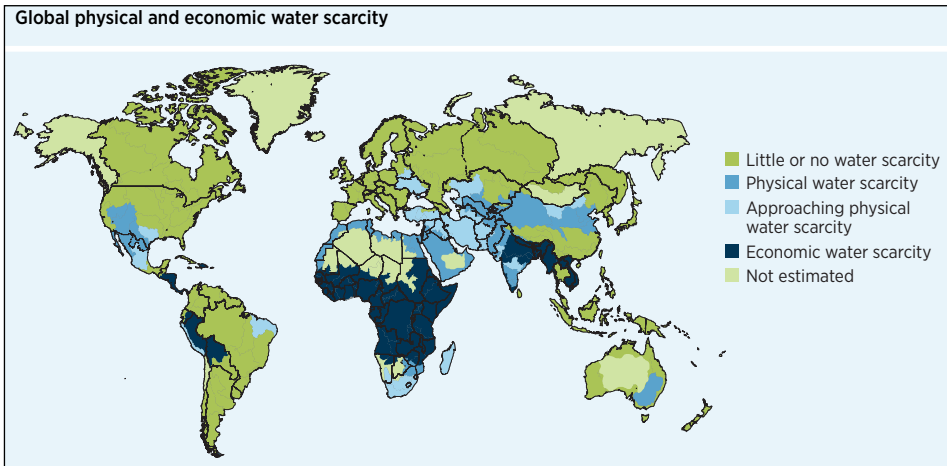 Global physical and economic water scarcity
Little or no water scarcity
Physical water scarcity
Approaching physical
water scarcity
Economic water scarcity
Not estimated